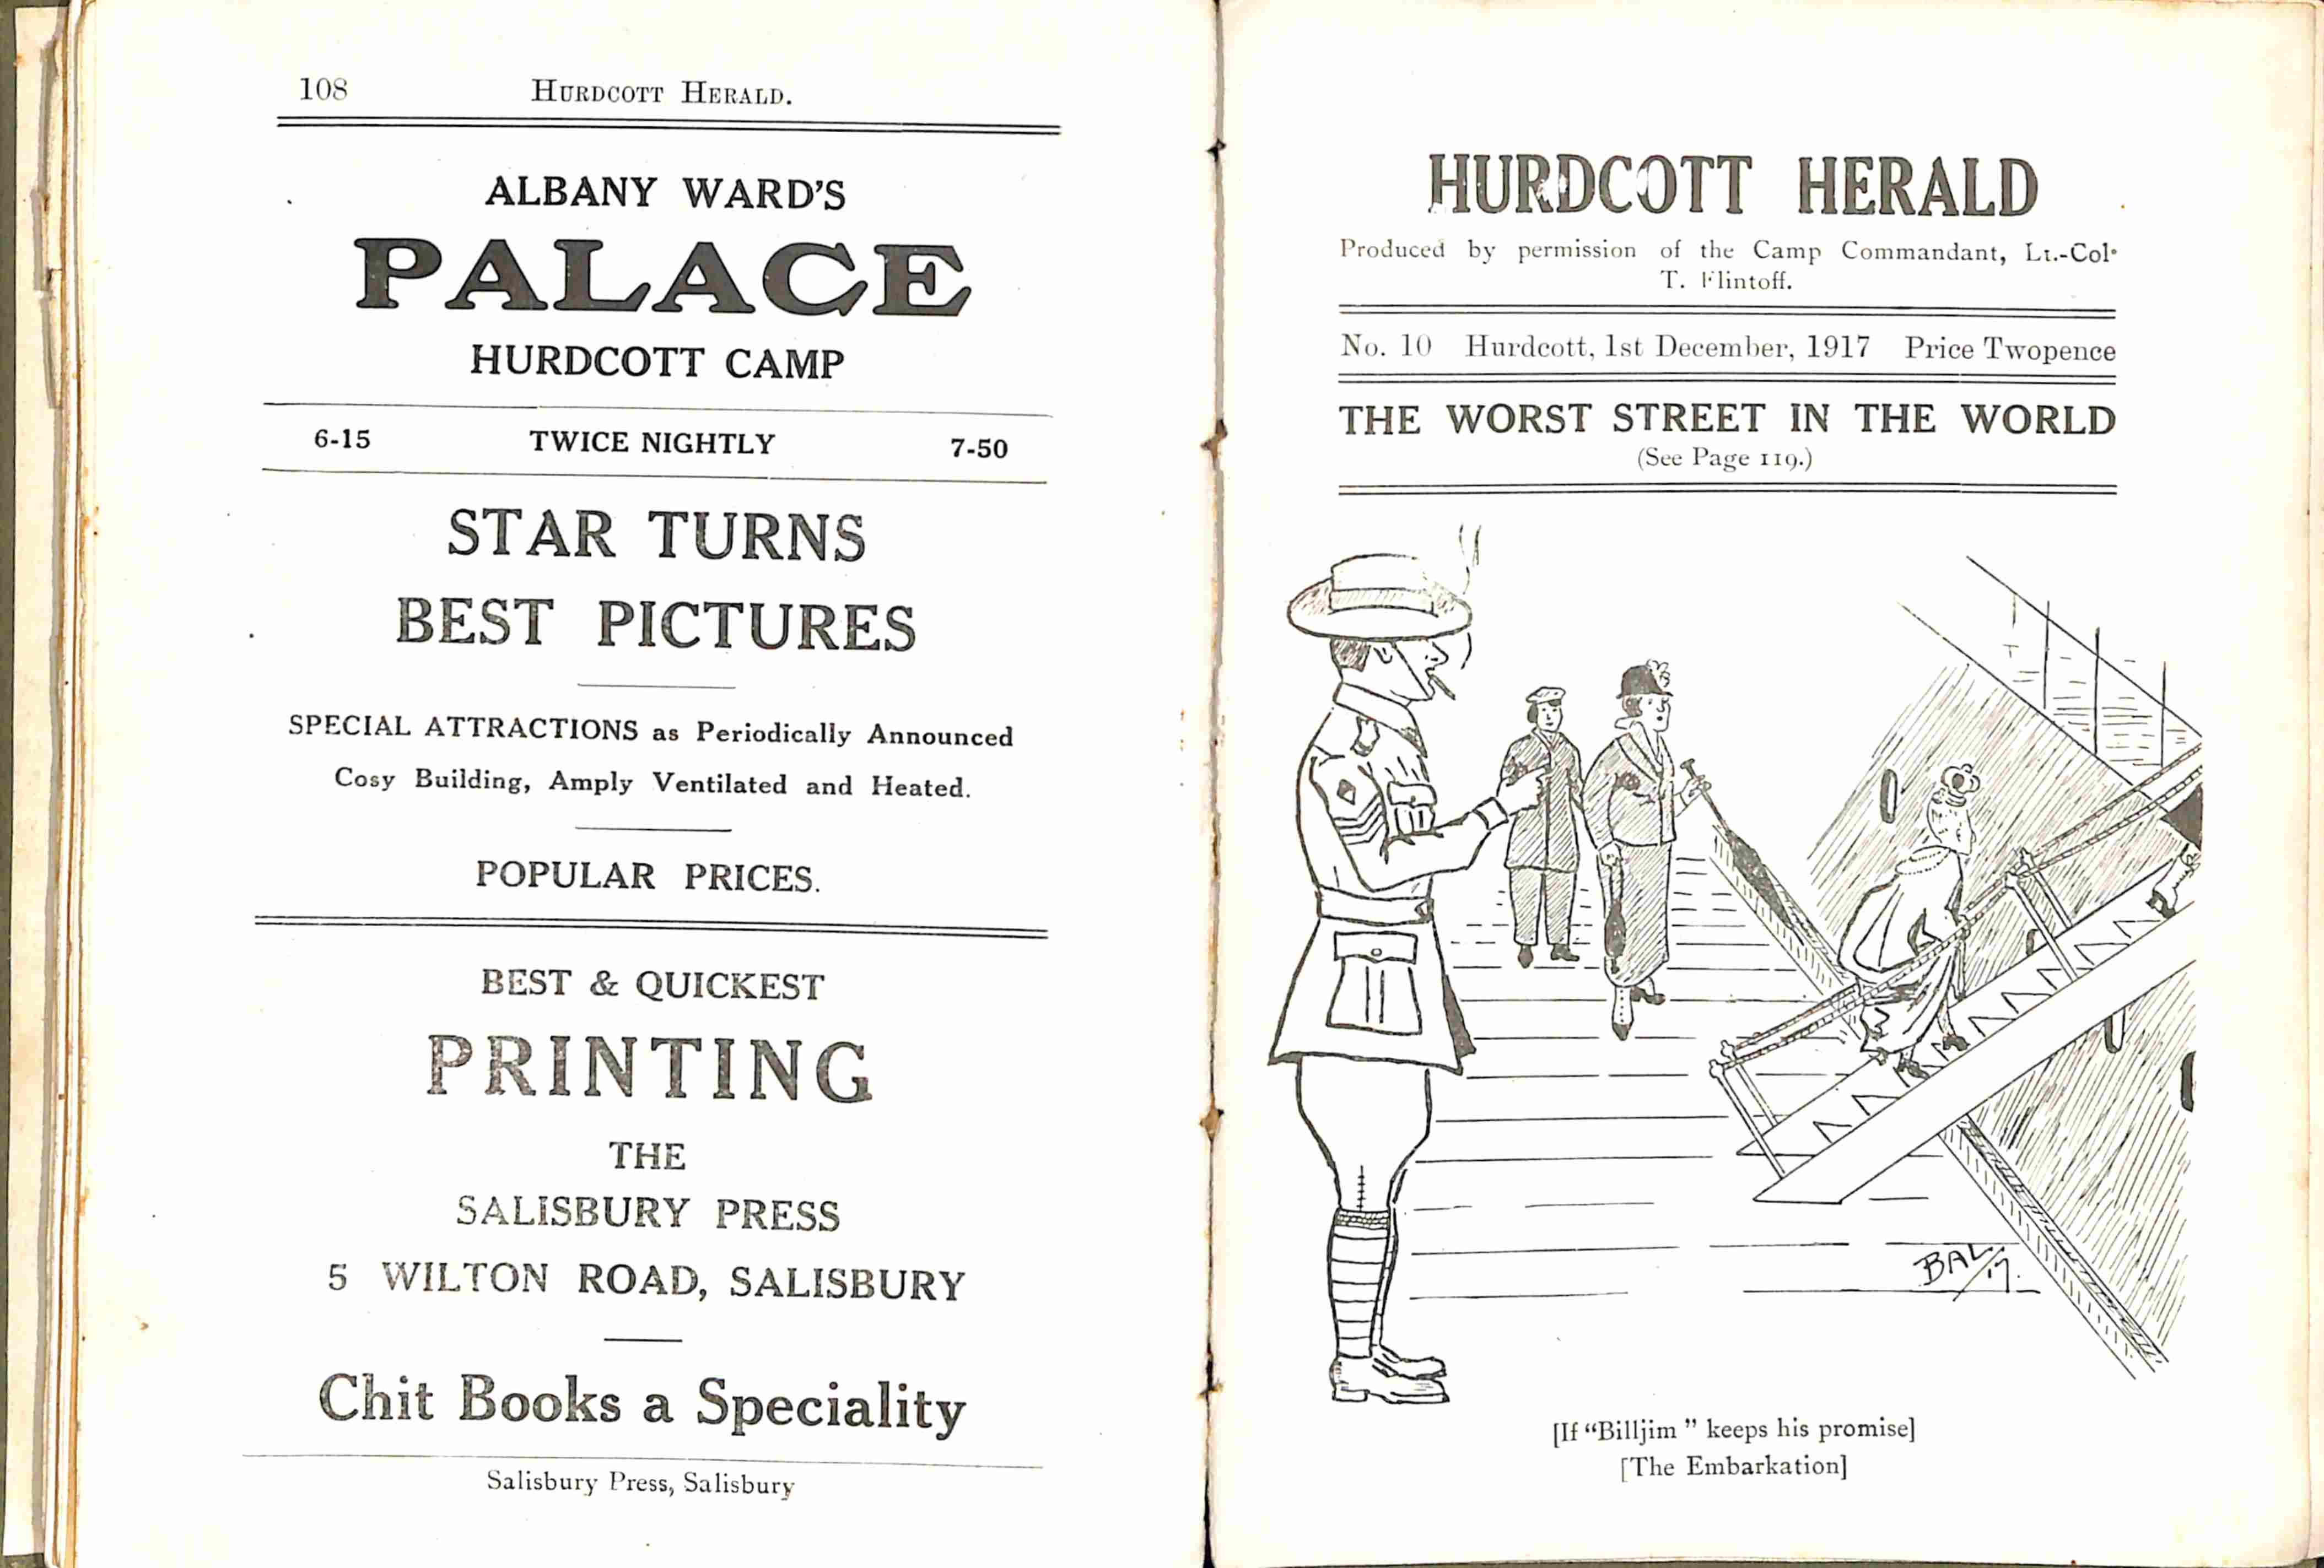 108 HURDCOTT HERALD.
ALBANY WARD'S
PALACE
HURDCOTT CAMP
6-15 TWICE NIGHTLY 7-50
STAR TURNS
BEST PICTURES
SPECIAL ATTRACTIONS as Periodically Announced
Cosy Building, Amply Ventilated and Heated.
POPULAR PRICES.
BEST & QUICKEST
PRINTING
THE
SALISBURY PRESS
5 WILTON ROAD, SALISBURY
Chit Books a Speciality
Salisbury Press, Salisbury
HURDCOTT HERALD
Produced by permission of the Camp Commandant, Lt.-Col.
T. Flintoff.
No. 10 Hurdcott, 1st December, 1917 Price Twopence
THE WORST STREET IN THE WORLD
(See Page 119.)
BAL/17.
[If "Billjim" keeps his promise]
[The Embarkation]